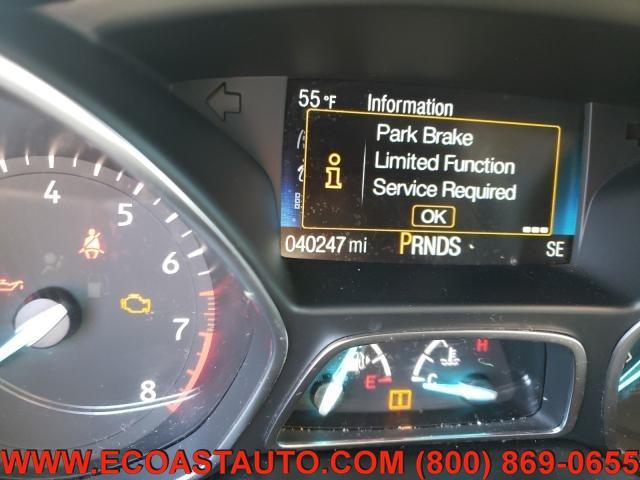 55°F Information
Park Brake
Limited Function
Service Required
OK
040247 mi PRNDS SE
4
5
6
7
8
E
C
H
WWW.ECOASTAUTO.COM (800) 869-0655